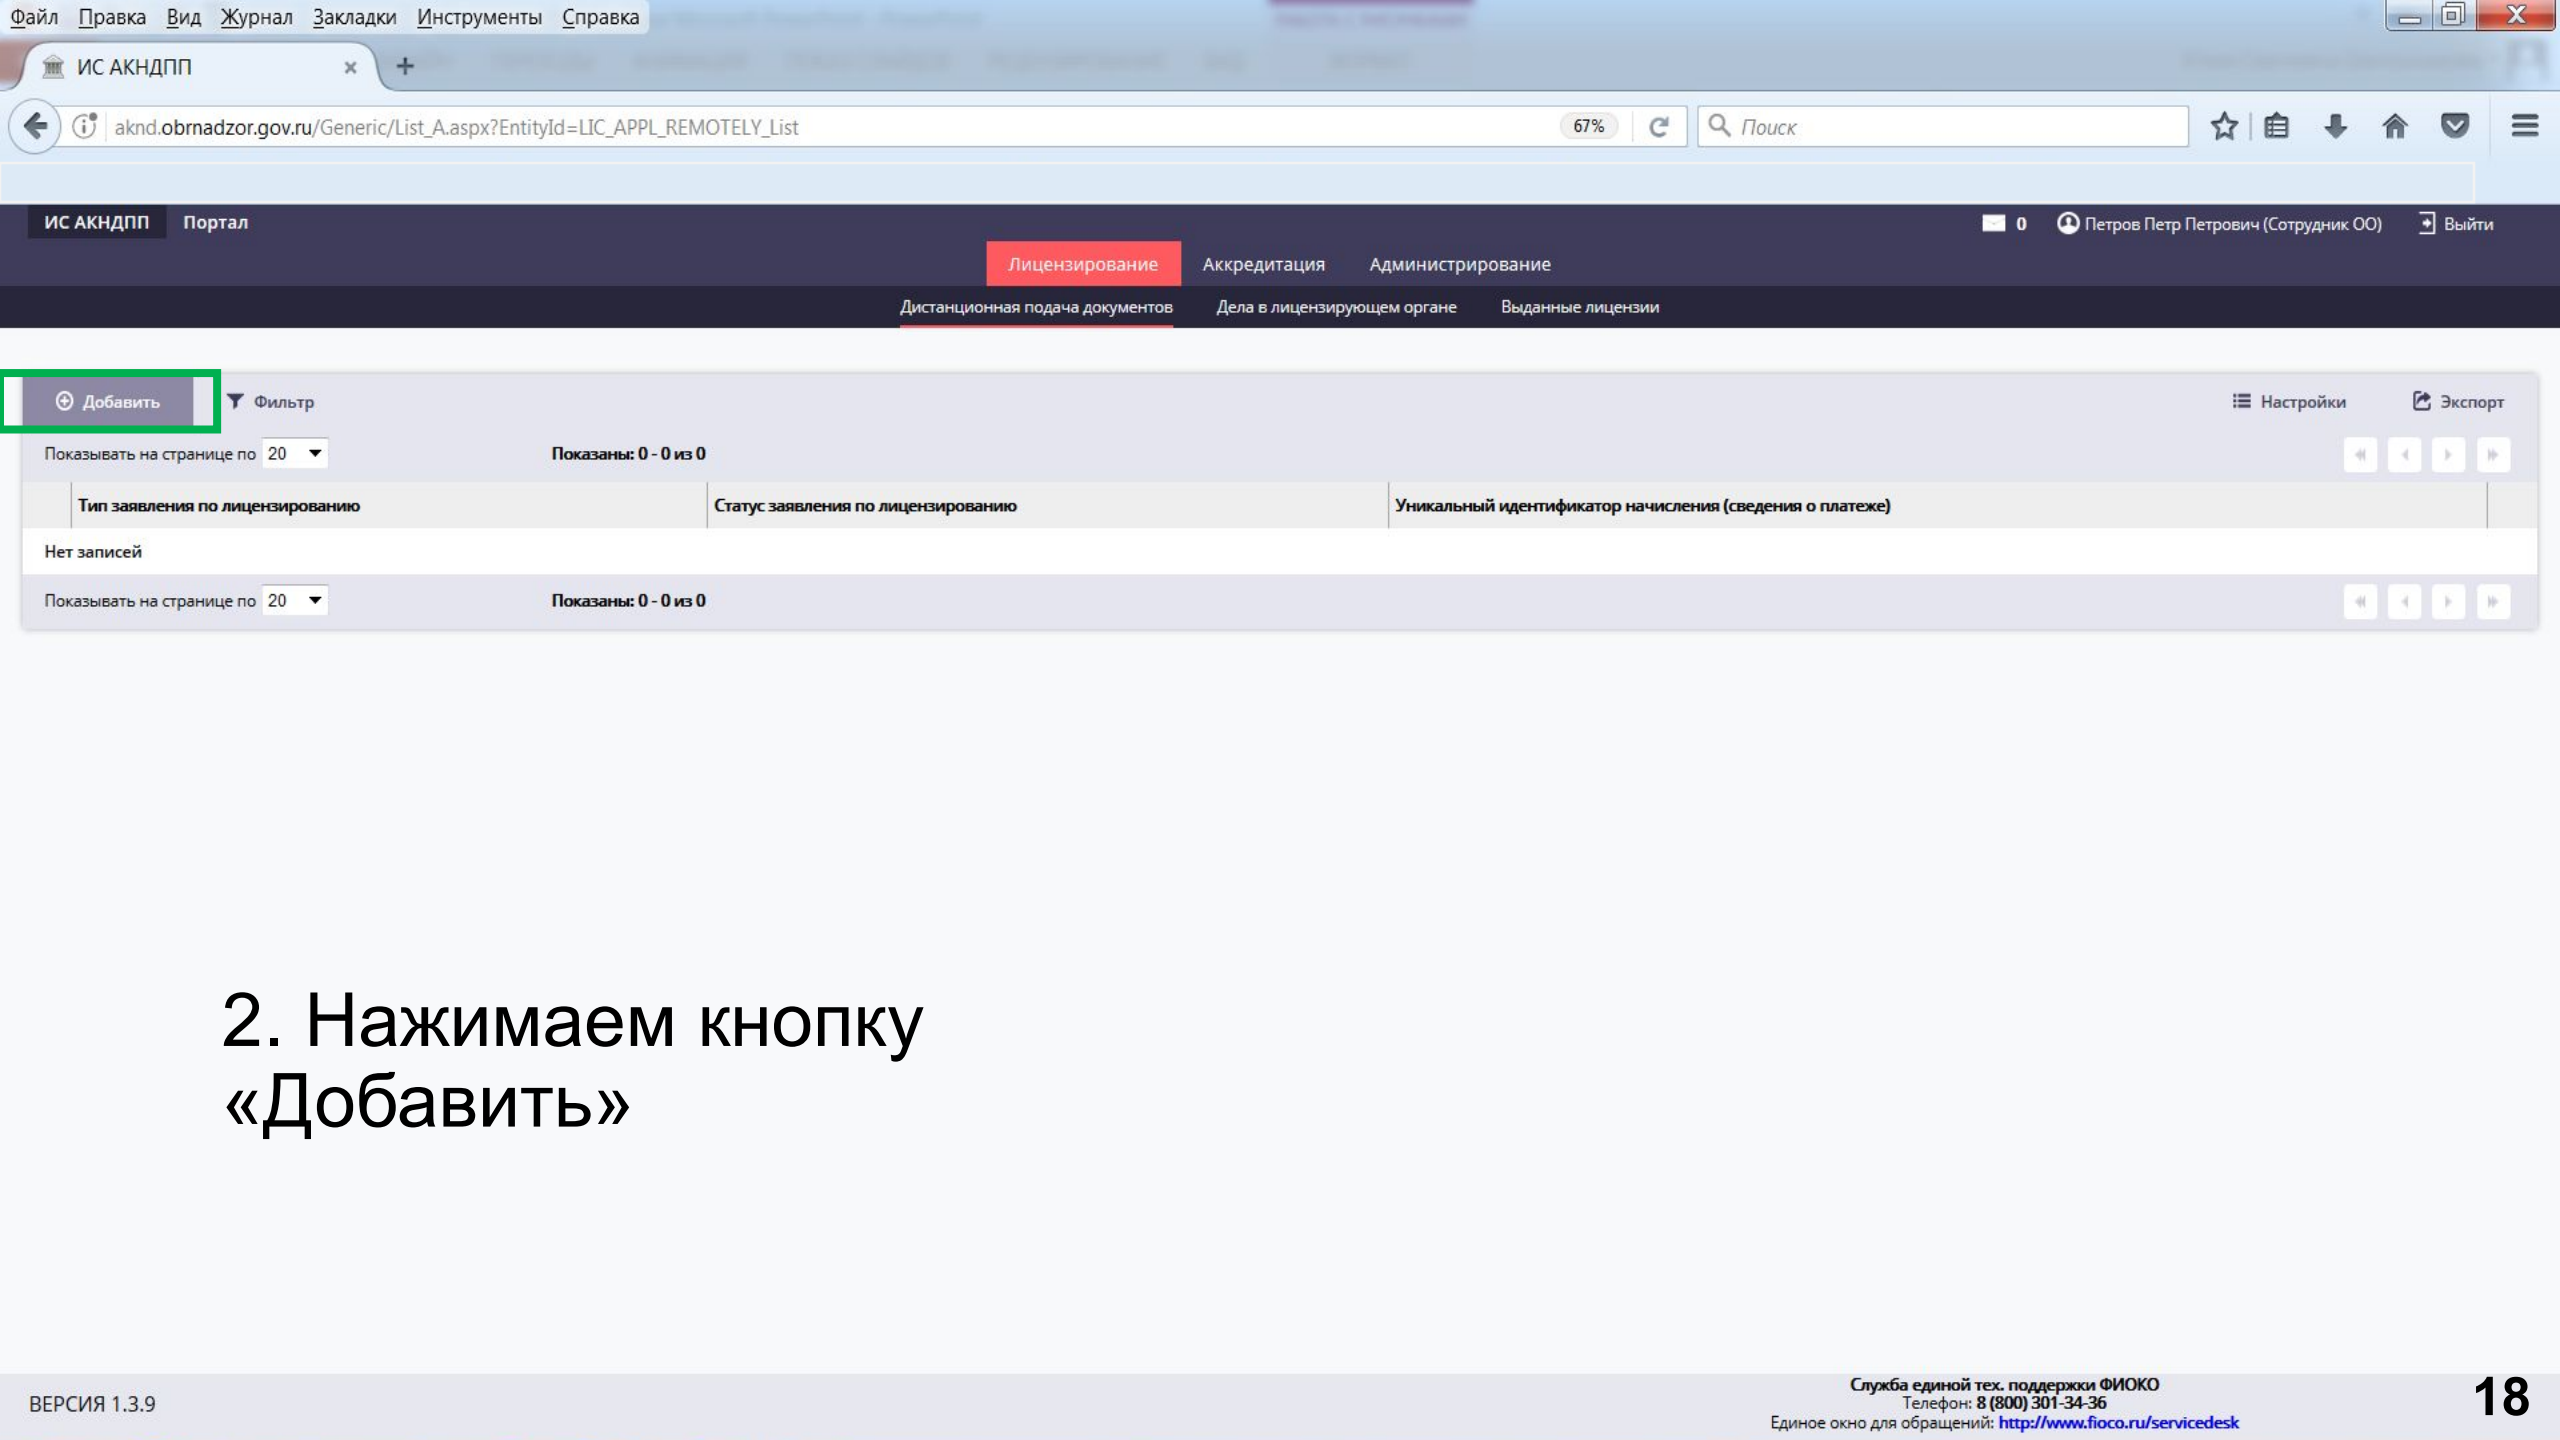 Файл Правка Вид Журнал Закладки Инструменты Справка
ИС АКНДПП
aknd.obrnadzor.gov.ru/Generic/List_A.aspx?EntityId=LIC_APPL_REMOTELY_List 67% Поиск
ИС АКНДПП Портал 0 Петров Петр Петрович (Сотрудник ОО) Выйти
Лицензирование Аккредитация Администрирование
Дистанционная подача документов Дела в лицензирующем органе Выданные лицензии
Добавить Фильтр Настройки Экспорт
Показывать на странице по 20 Показаны: 0 - 0 из 0
Тип заявления по лицензированию Статус заявления по лицензированию Уникальный идентификатор начисления (сведения о платеже)
Нет записей
Показывать на странице по 20 Показаны: 0 - 0 из 0
2. Нажимаем кнопку
«Добавить»
ВЕРСИЯ 1.3.9
Служба единой тех. поддержки ФИОКО
Телефон: 8 (800) 301-34-36
Единое окно для обращений: http://www.fioco.ru/servicedesk
18